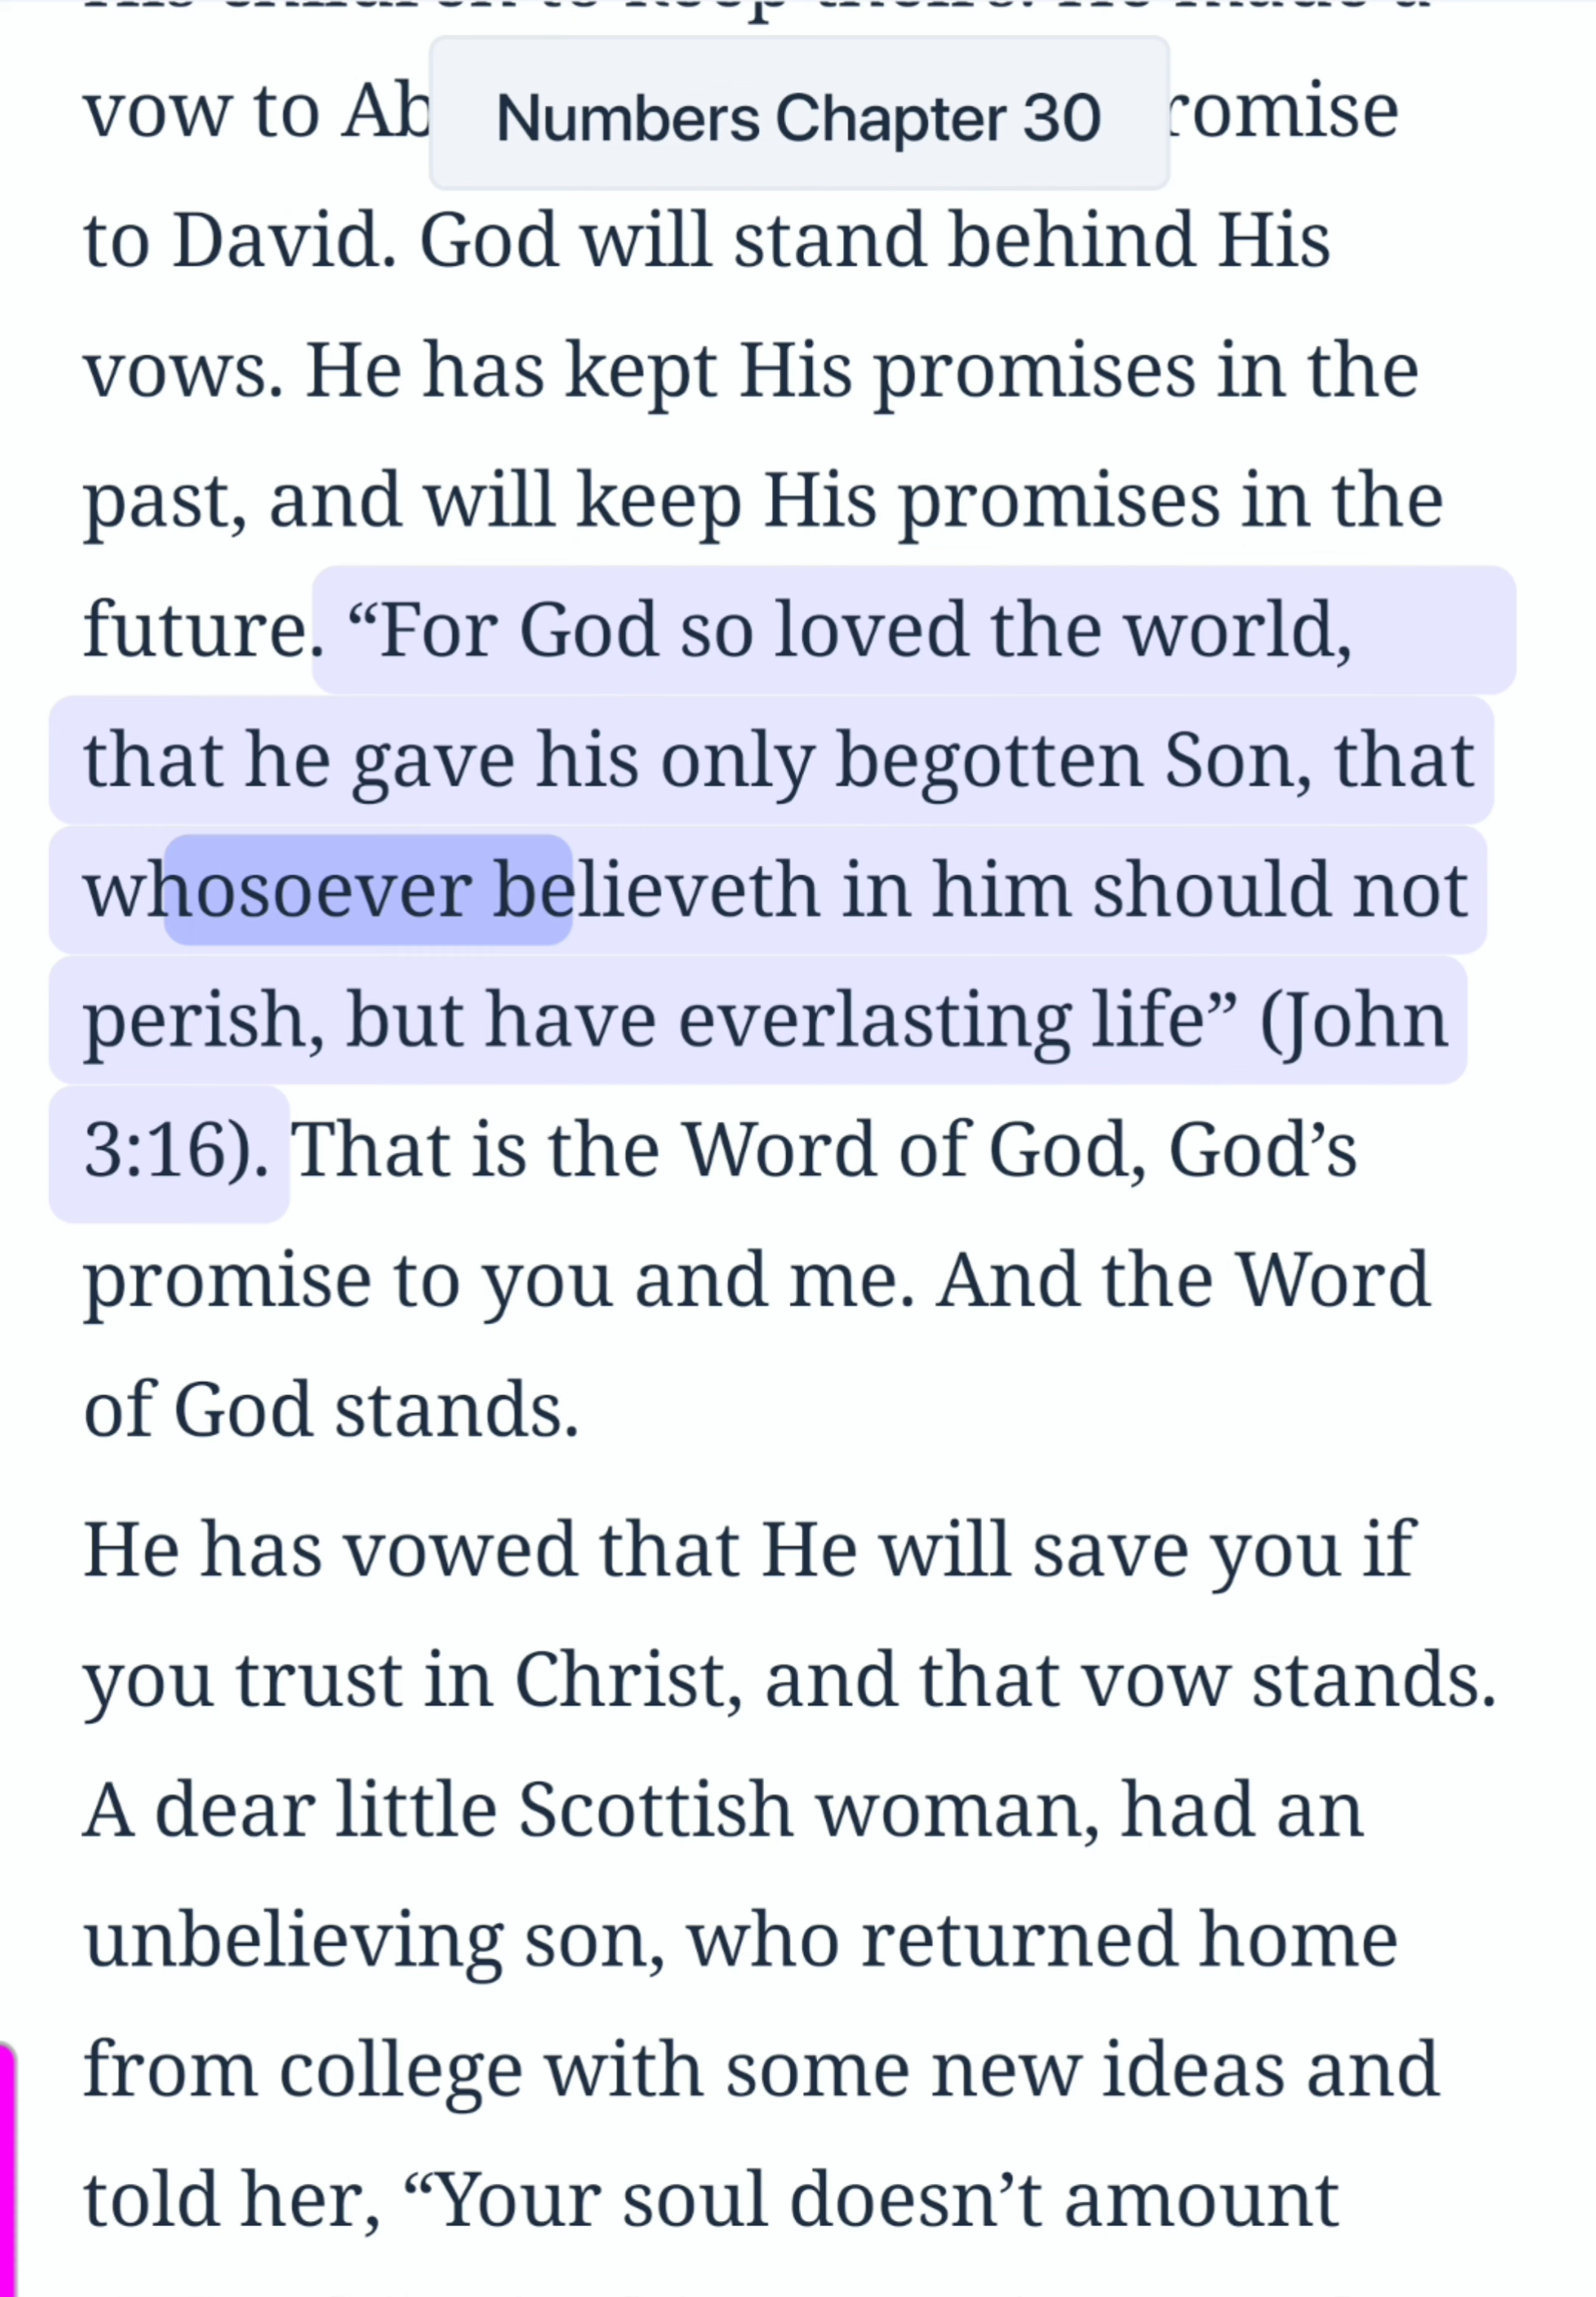 Numbers Chapter 30
vow to Ab romise
to David. God will stand behind His
vows. He has kept His promises in the
past, and will keep His promises in the
future. “For God so loved the world,
that he gave his only begotten Son, that
whosoever believeth in him should not
perish, but have everlasting life” (John
3:16). That is the Word of God, God’s
promise to you and me. And the Word
of God stands.
He has vowed that He will save you if
you trust in Christ, and that vow stands.
A dear little Scottish woman, had an
unbelieving son, who returned home
from college with some new ideas and
told her, “Your soul doesn’t amount